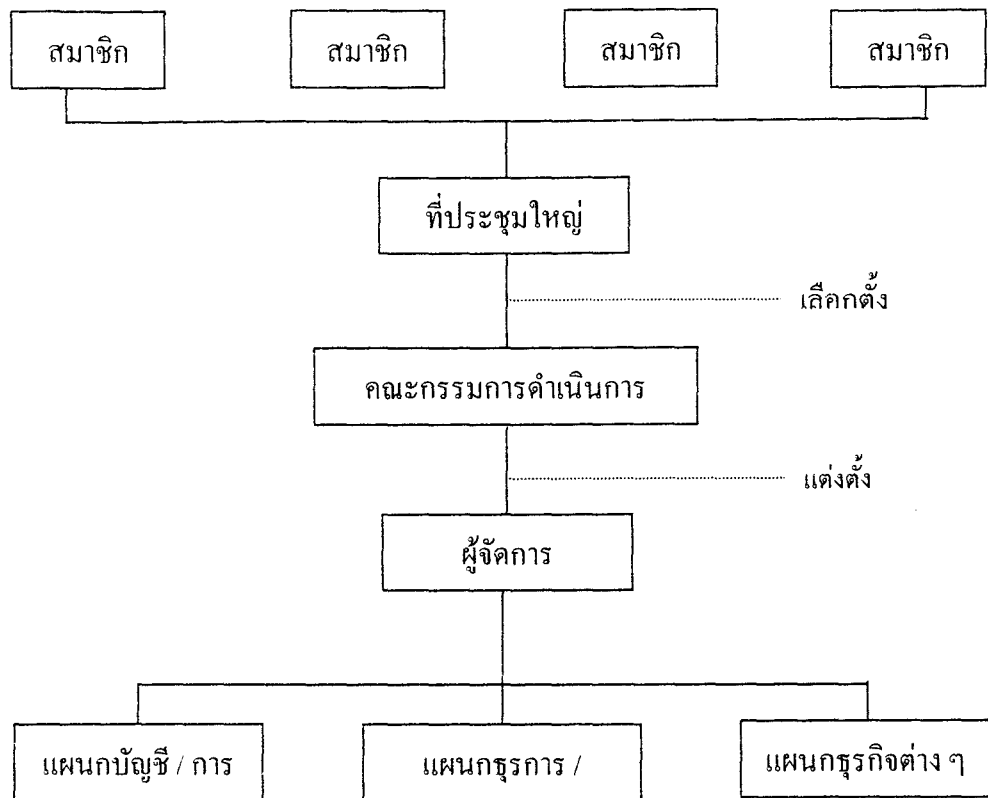 สมาชิก สมาชิก สมาชิก สมาชิก
ที่ประชุมใหญ่
เลือกตั้ง
คณะกรรมการดำเนินการ
แต่งตั้ง
ผู้จัดการ
แผนกบัญชี / การ แผนกธุรการ / แผนกธุรกิจต่าง ๆ